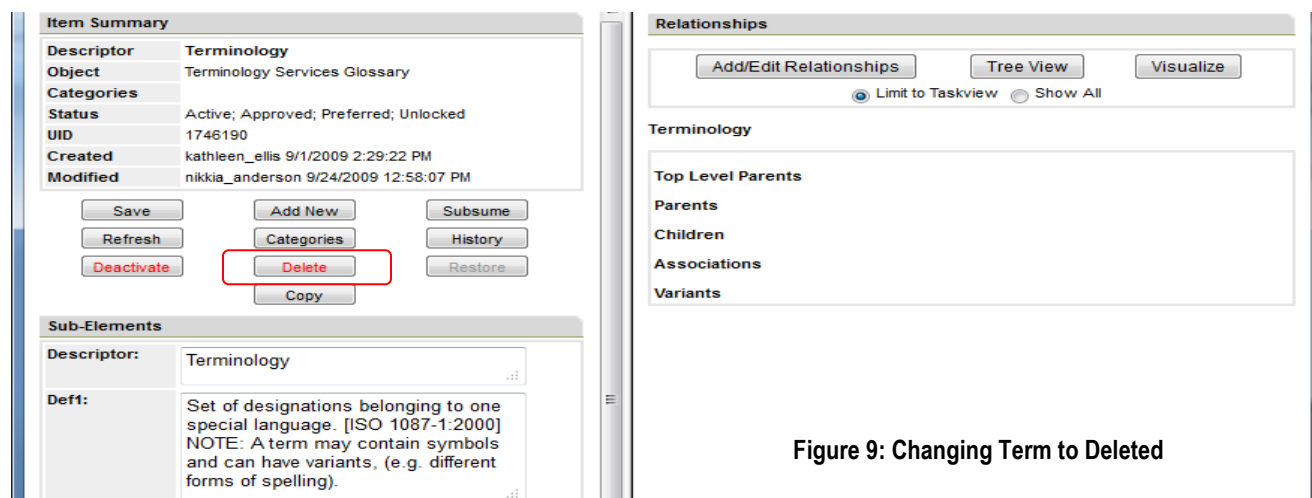 Item Summary
Descriptor Terminology
Object Terminology Services Glossary
Categories
Status Active; Approved; Preferred; Unlocked
UID 1746190
Created kathleen_ellis 9/1/2009 2:29:22 PM
Modified nikkia_anderson 9/24/2009 12:58:07 PM
Save Add New Subsume
Refresh Categories History
Deactivate Delete Restore
Copy
Sub-Elements
Descriptor: Terminology
Def1: Set of designations belonging to one
special language. [ISO 1087-1:2000]
NOTE: A term may contain symbols
and can have variants, (e.g. different
forms of spelling).
Relationships
Add/Edit Relationships Tree View Visualize
Limit to Taskview Show All
Terminology
Top Level Parents
Parents
Children
Associations
Variants
Figure 9: Changing Term to Deleted